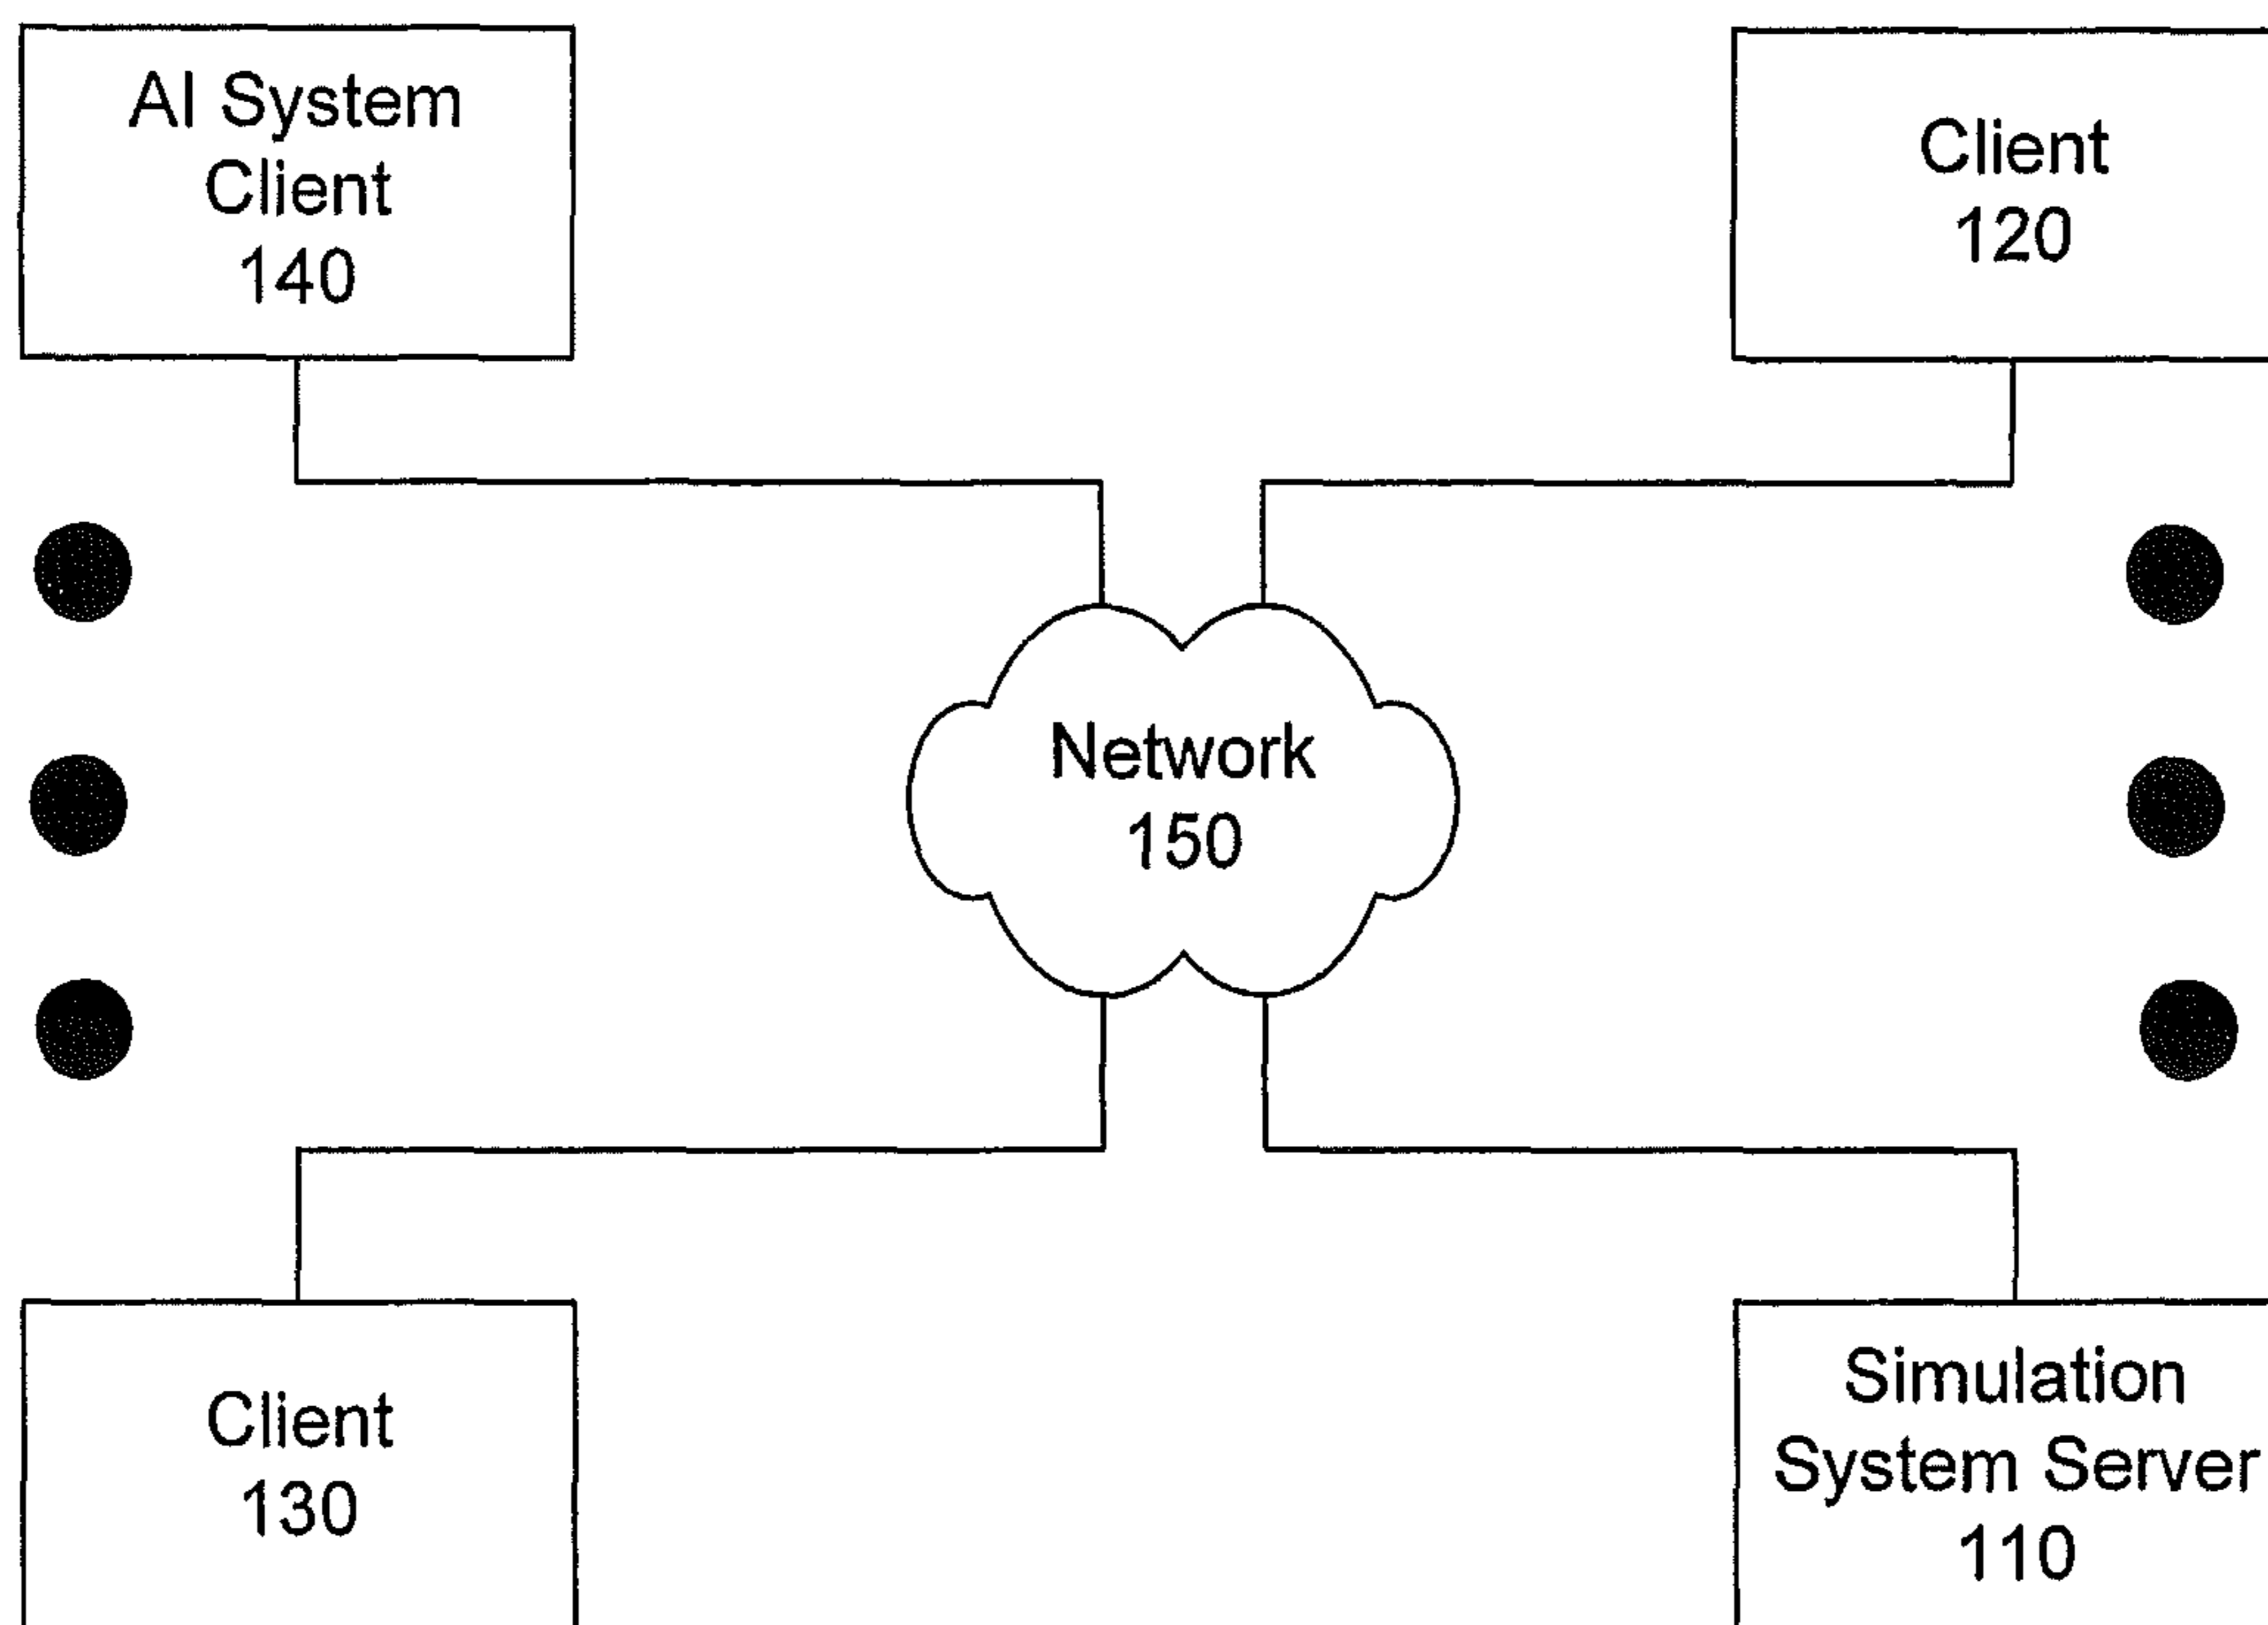 AI System
Client
140
Client
120
Network
150
Client
130
Simulation
System Server
110